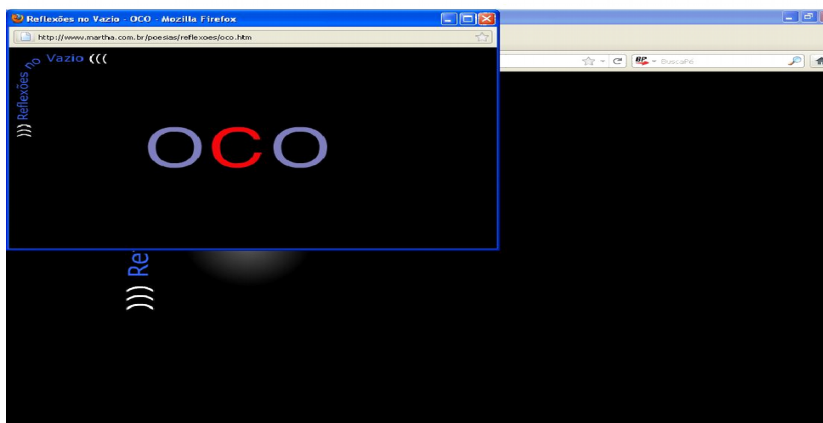 Reflexões no Vazio - OCO - Mozilla Firefox
http://www.martha.com.br/poesias/reflexoes/oco.htm
))) Reflexões no Vazio (((
BuscaPé
OCO
))) Re